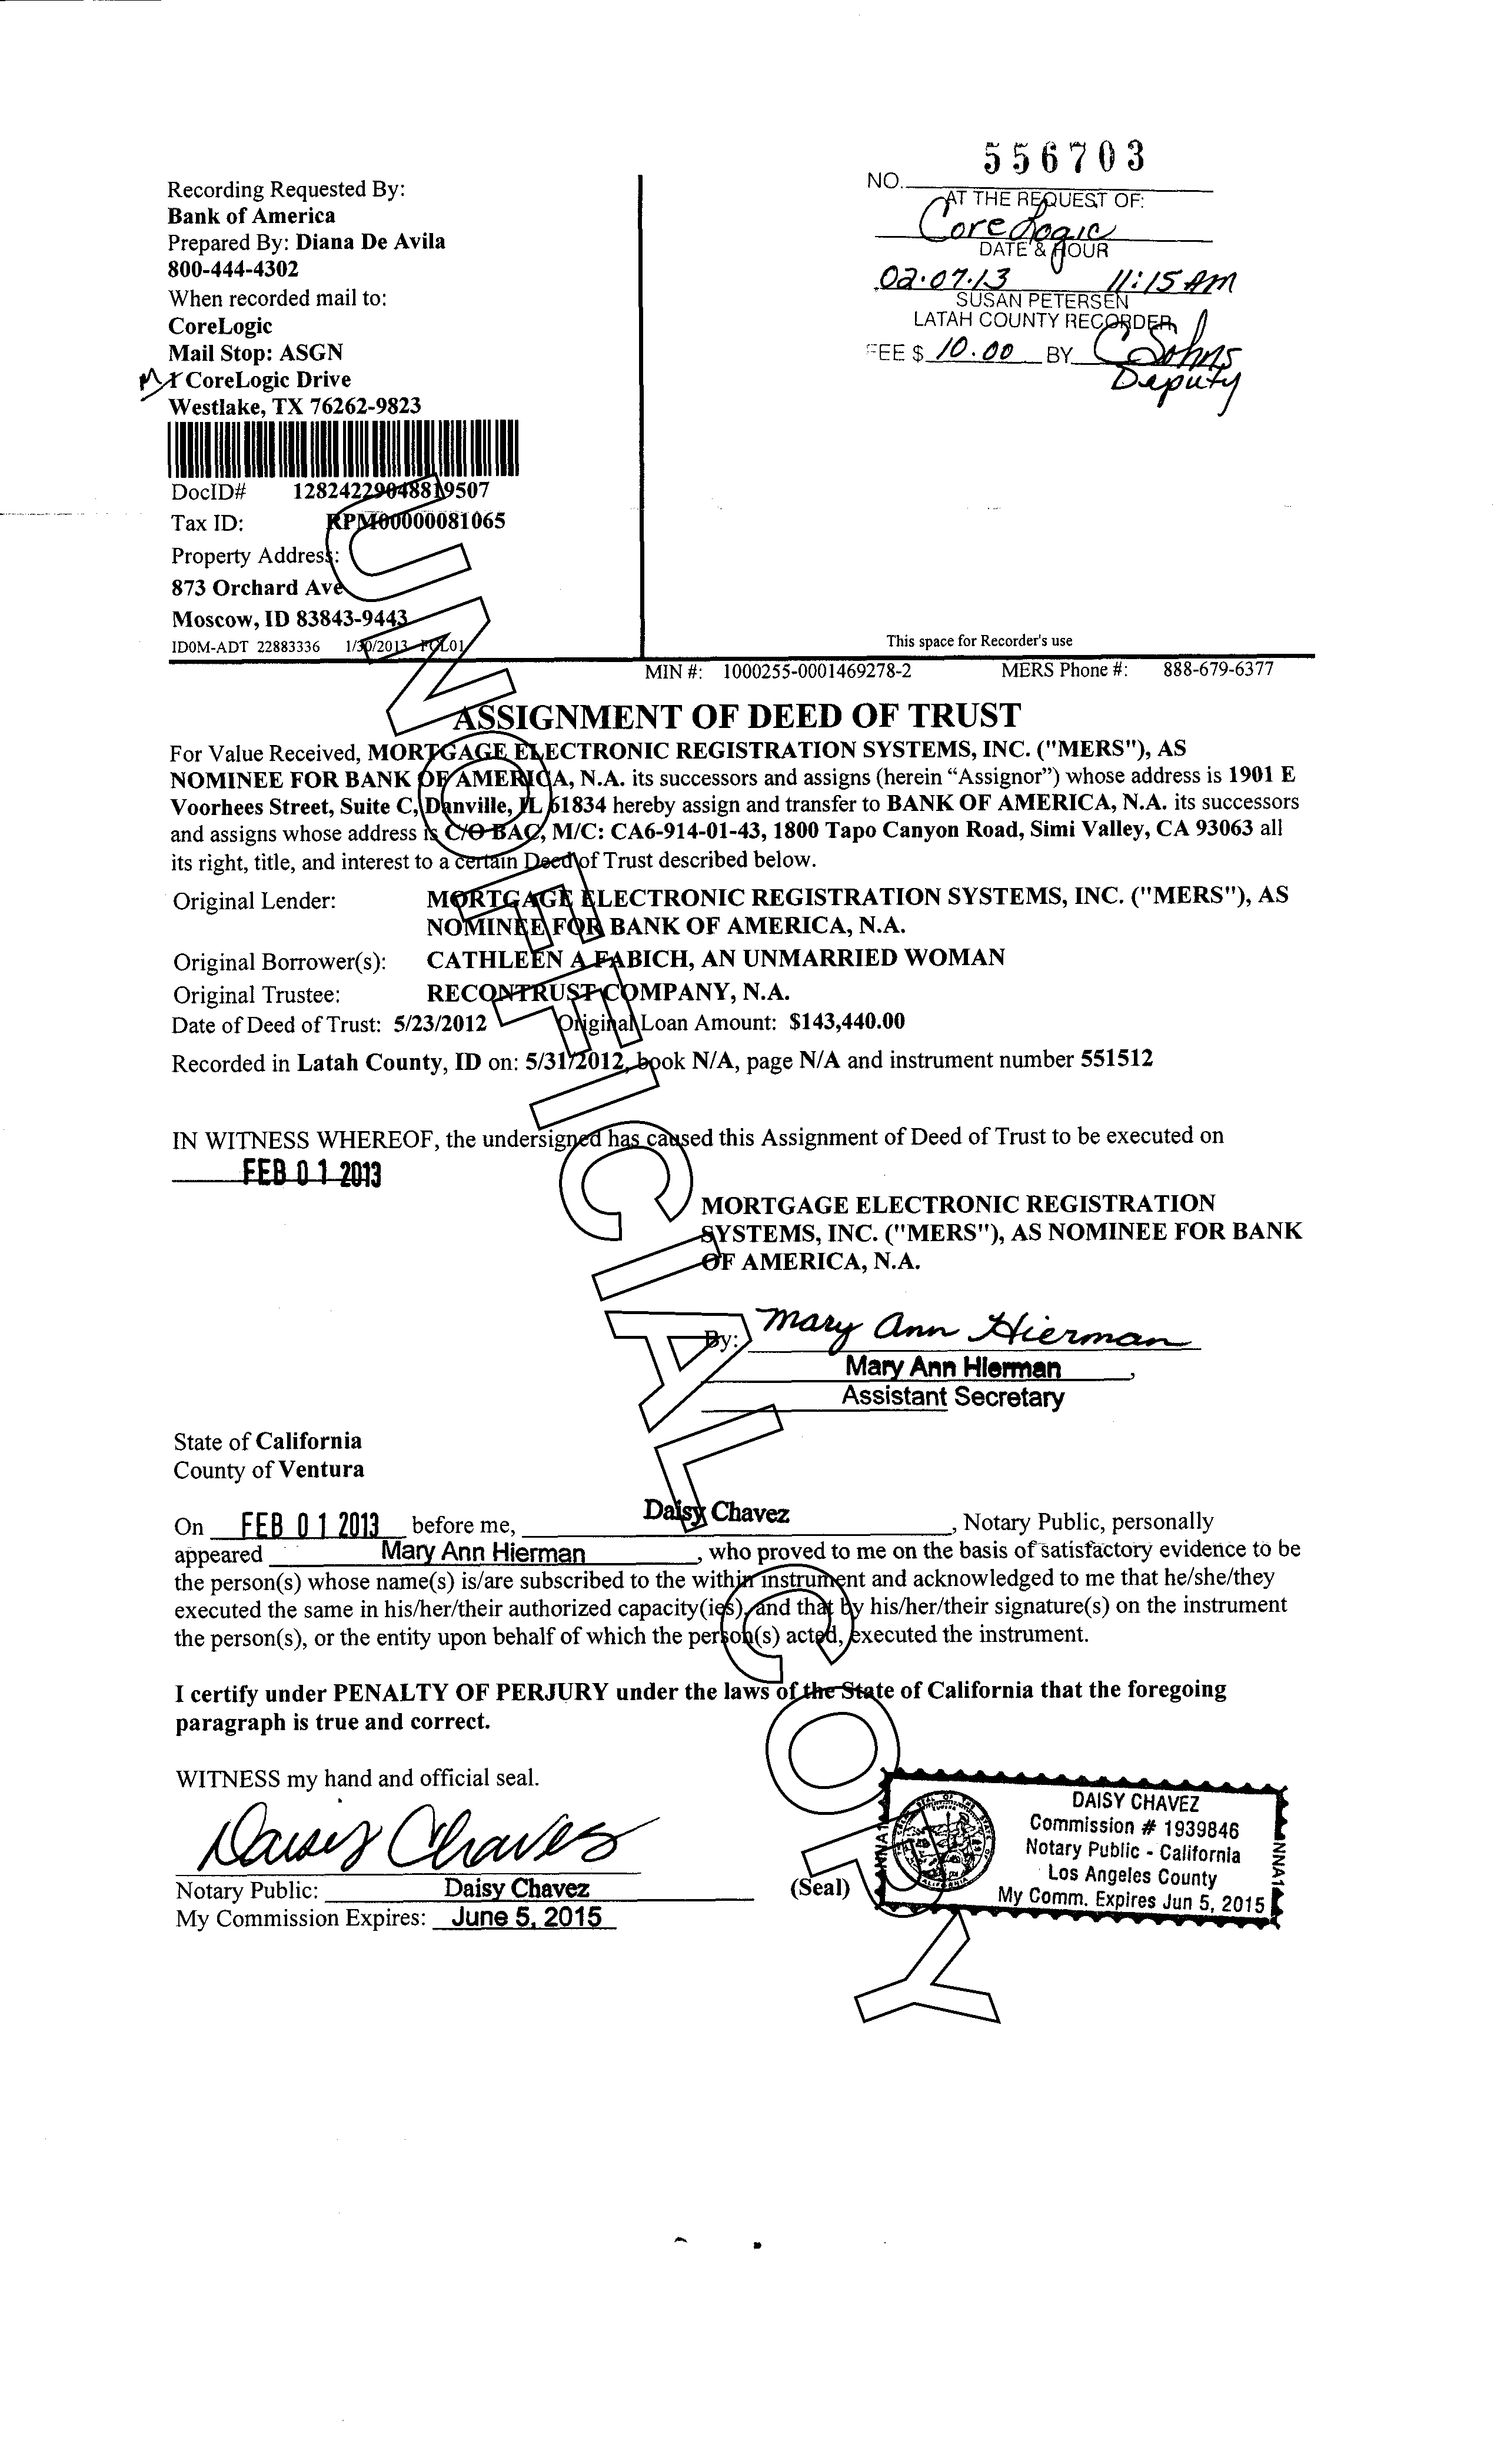 Recording Requested By:
Bank of America
Prepared By: Diana De Avila
800-444-4302
When recorded mail to:
CoreLogic
Mail Stop: ASGN
1 CoreLogic Drive
Westlake, TX 76262-9823
DocID# 12824229048819507
Tax ID: RPM00000081065
Property Address:
873 Orchard Ave
Moscow, ID 83843-9443
ID0M-ADT 22883336 1/30/2013 FCL01
556703
NO.
AT THE REQUEST OF:
CoreLogic
DATE & HOUR
02.07.13 11:15 AM
SUSAN PETERSEN
LATAH COUNTY RECORDER
FEE $ 10.00 BY C Sohns
Deputy
This space for Recorder's use
MIN #: 1000255-0001469278-2 MERS Phone #: 888-679-6377
ASSIGNMENT OF DEED OF TRUST
For Value Received, MORTGAGE ELECTRONIC REGISTRATION SYSTEMS, INC. ("MERS"), AS
NOMINEE FOR BANK OF AMERICA, N.A. its successors and assigns (herein “Assignor”) whose address is 1901 E
Voorhees Street, Suite C, Danville, IL 61834 hereby assign and transfer to BANK OF AMERICA, N.A. its successors
and assigns whose address is C/O BAC, M/C: CA6-914-01-43, 1800 Tapo Canyon Road, Simi Valley, CA 93063 all
its right, title, and interest to a certain Deed of Trust described below.
Original Lender: MORTGAGE ELECTRONIC REGISTRATION SYSTEMS, INC. ("MERS"), AS
NOMINEE FOR BANK OF AMERICA, N.A.
Original Borrower(s): CATHLEEN A FABICH, AN UNMARRIED WOMAN
Original Trustee: RECONTRUST COMPANY, N.A.
Date of Deed of Trust: 5/23/2012 Original Loan Amount: $143,440.00
Recorded in Latah County, ID on: 5/31/2012, book N/A, page N/A and instrument number 551512
IN WITNESS WHEREOF, the undersigned has caused this Assignment of Deed of Trust to be executed on
FEB 01 2013
MORTGAGE ELECTRONIC REGISTRATION
SYSTEMS, INC. ("MERS"), AS NOMINEE FOR BANK
OF AMERICA, N.A.
By: Mary Ann Hierman
Mary Ann Hierman,
Assistant Secretary
State of California
County of Ventura
On FEB 01 2013 before me, Daisy Chavez, Notary Public, personally
appeared Mary Ann Hierman, who proved to me on the basis of satisfactory evidence to be
the person(s) whose name(s) is/are subscribed to the within instrument and acknowledged to me that he/she/they
executed the same in his/her/their authorized capacity(ies), and that by his/her/their signature(s) on the instrument
the person(s), or the entity upon behalf of which the person(s) acted, executed the instrument.
I certify under PENALTY OF PERJURY under the laws of the State of California that the foregoing
paragraph is true and correct.
WITNESS my hand and official seal.
Daisy Chavez
Notary Public: Daisy Chavez
My Commission Expires: June 5, 2015
(Seal)
DAISY CHAVEZ
Commission # 1939846
Notary Public - California
Los Angeles County
My Comm. Expires Jun 5, 2015
NNA1
NNA1
UNOFFICIAL COPY